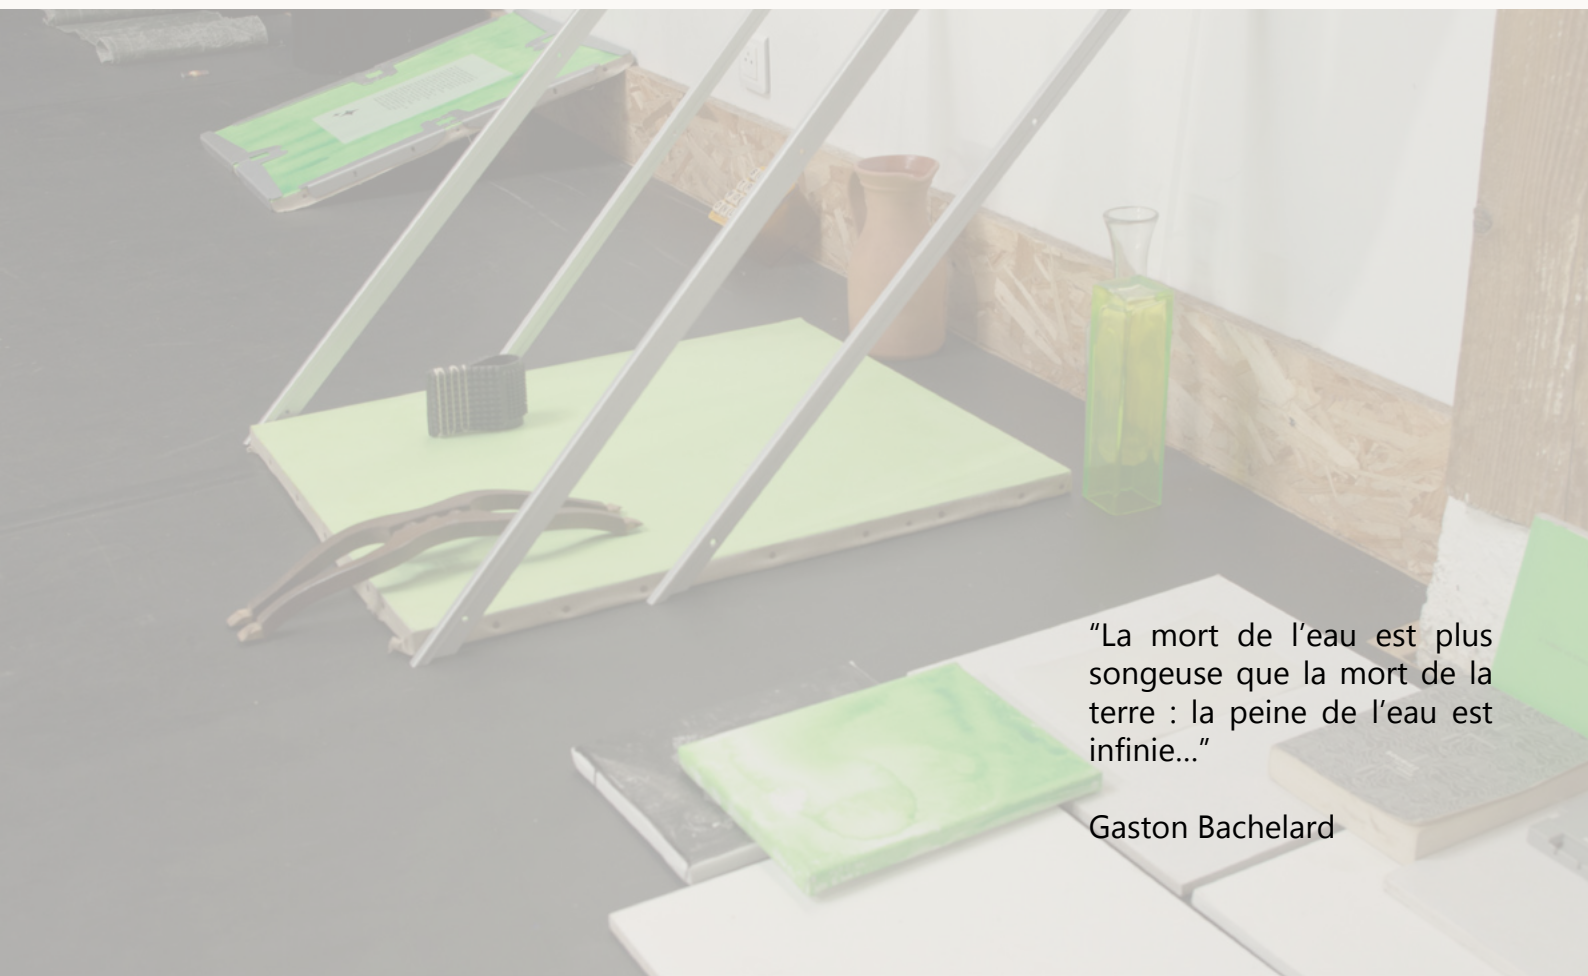 “La mort de l’eau est plus
songeuse que la mort de la
terre : la peine de l’eau est
infinie...”
Gaston Bachelard